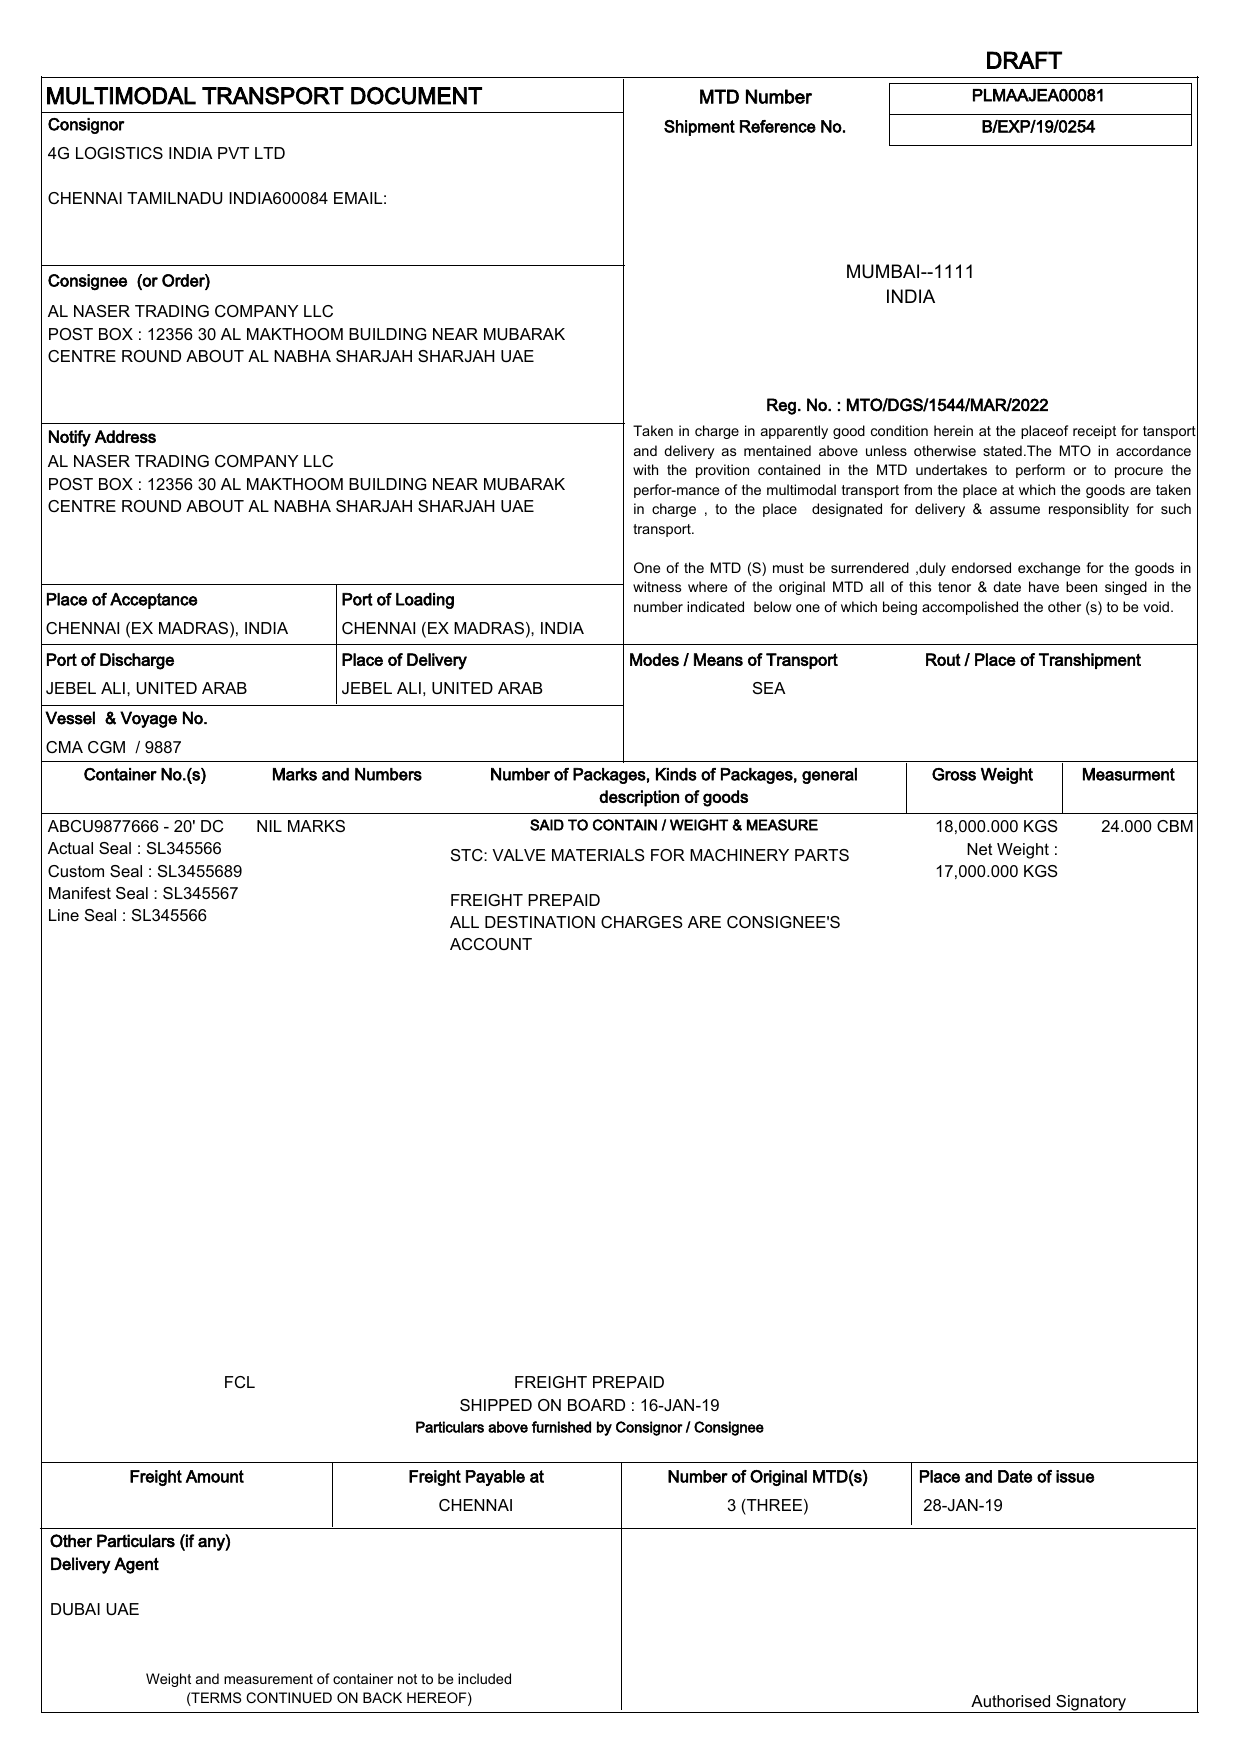 DRAFT
MULTIMODAL TRANSPORT DOCUMENT
MTD Number
PLMAAJEA00081
Shipment Reference No.
B/EXP/19/0254
Consignor
4G LOGISTICS INDIA PVT LTD
CHENNAI TAMILNADU INDIA600084 EMAIL:
Consignee (or Order)
AL NASER TRADING COMPANY LLC
POST BOX : 12356 30 AL MAKTHOOM BUILDING NEAR MUBARAK
CENTRE ROUND ABOUT AL NABHA SHARJAH SHARJAH UAE
MUMBAI--1111
INDIA
Reg. No. : MTO/DGS/1544/MAR/2022
Notify Address
AL NASER TRADING COMPANY LLC
POST BOX : 12356 30 AL MAKTHOOM BUILDING NEAR MUBARAK
CENTRE ROUND ABOUT AL NABHA SHARJAH SHARJAH UAE
Taken in charge in apparently good condition herein at the placeof receipt for tansport
and delivery as mentained above unless otherwise stated.The MTO in accordance
with the provition contained in the MTD undertakes to perform or to procure the
perfor-mance of the multimodal transport from the place at which the goods are taken
in charge , to the place designated for delivery & assume responsiblity for such
transport.
One of the MTD (S) must be surrendered ,duly endorsed exchange for the goods in
witness where of the original MTD all of this tenor & date have been singed in the
number indicated below one of which being accompolished the other (s) to be void.
Place of Acceptance
CHENNAI (EX MADRAS), INDIA
Port of Loading
CHENNAI (EX MADRAS), INDIA
Port of Discharge
JEBEL ALI, UNITED ARAB
Place of Delivery
JEBEL ALI, UNITED ARAB
Modes / Means of Transport
SEA
Rout / Place of Transhipment
Vessel & Voyage No.
CMA CGM / 9887
Container No.(s)
Marks and Numbers
Number of Packages, Kinds of Packages, general
description of goods
Gross Weight
Measurment
ABCU9877666 - 20' DC
Actual Seal : SL345566
Custom Seal : SL3455689
Manifest Seal : SL345567
Line Seal : SL345566
NIL MARKS
SAID TO CONTAIN / WEIGHT & MEASURE
STC: VALVE MATERIALS FOR MACHINERY PARTS
FREIGHT PREPAID
ALL DESTINATION CHARGES ARE CONSIGNEE'S
ACCOUNT
18,000.000 KGS
Net Weight :
17,000.000 KGS
24.000 CBM
FCL
FREIGHT PREPAID
SHIPPED ON BOARD : 16-JAN-19
Particulars above furnished by Consignor / Consignee
Freight Amount
Freight Payable at
CHENNAI
Number of Original MTD(s)
3 (THREE)
Place and Date of issue
28-JAN-19
Other Particulars (if any)
Delivery Agent
DUBAI UAE
Weight and measurement of container not to be included
(TERMS CONTINUED ON BACK HEREOF)
Authorised Signatory